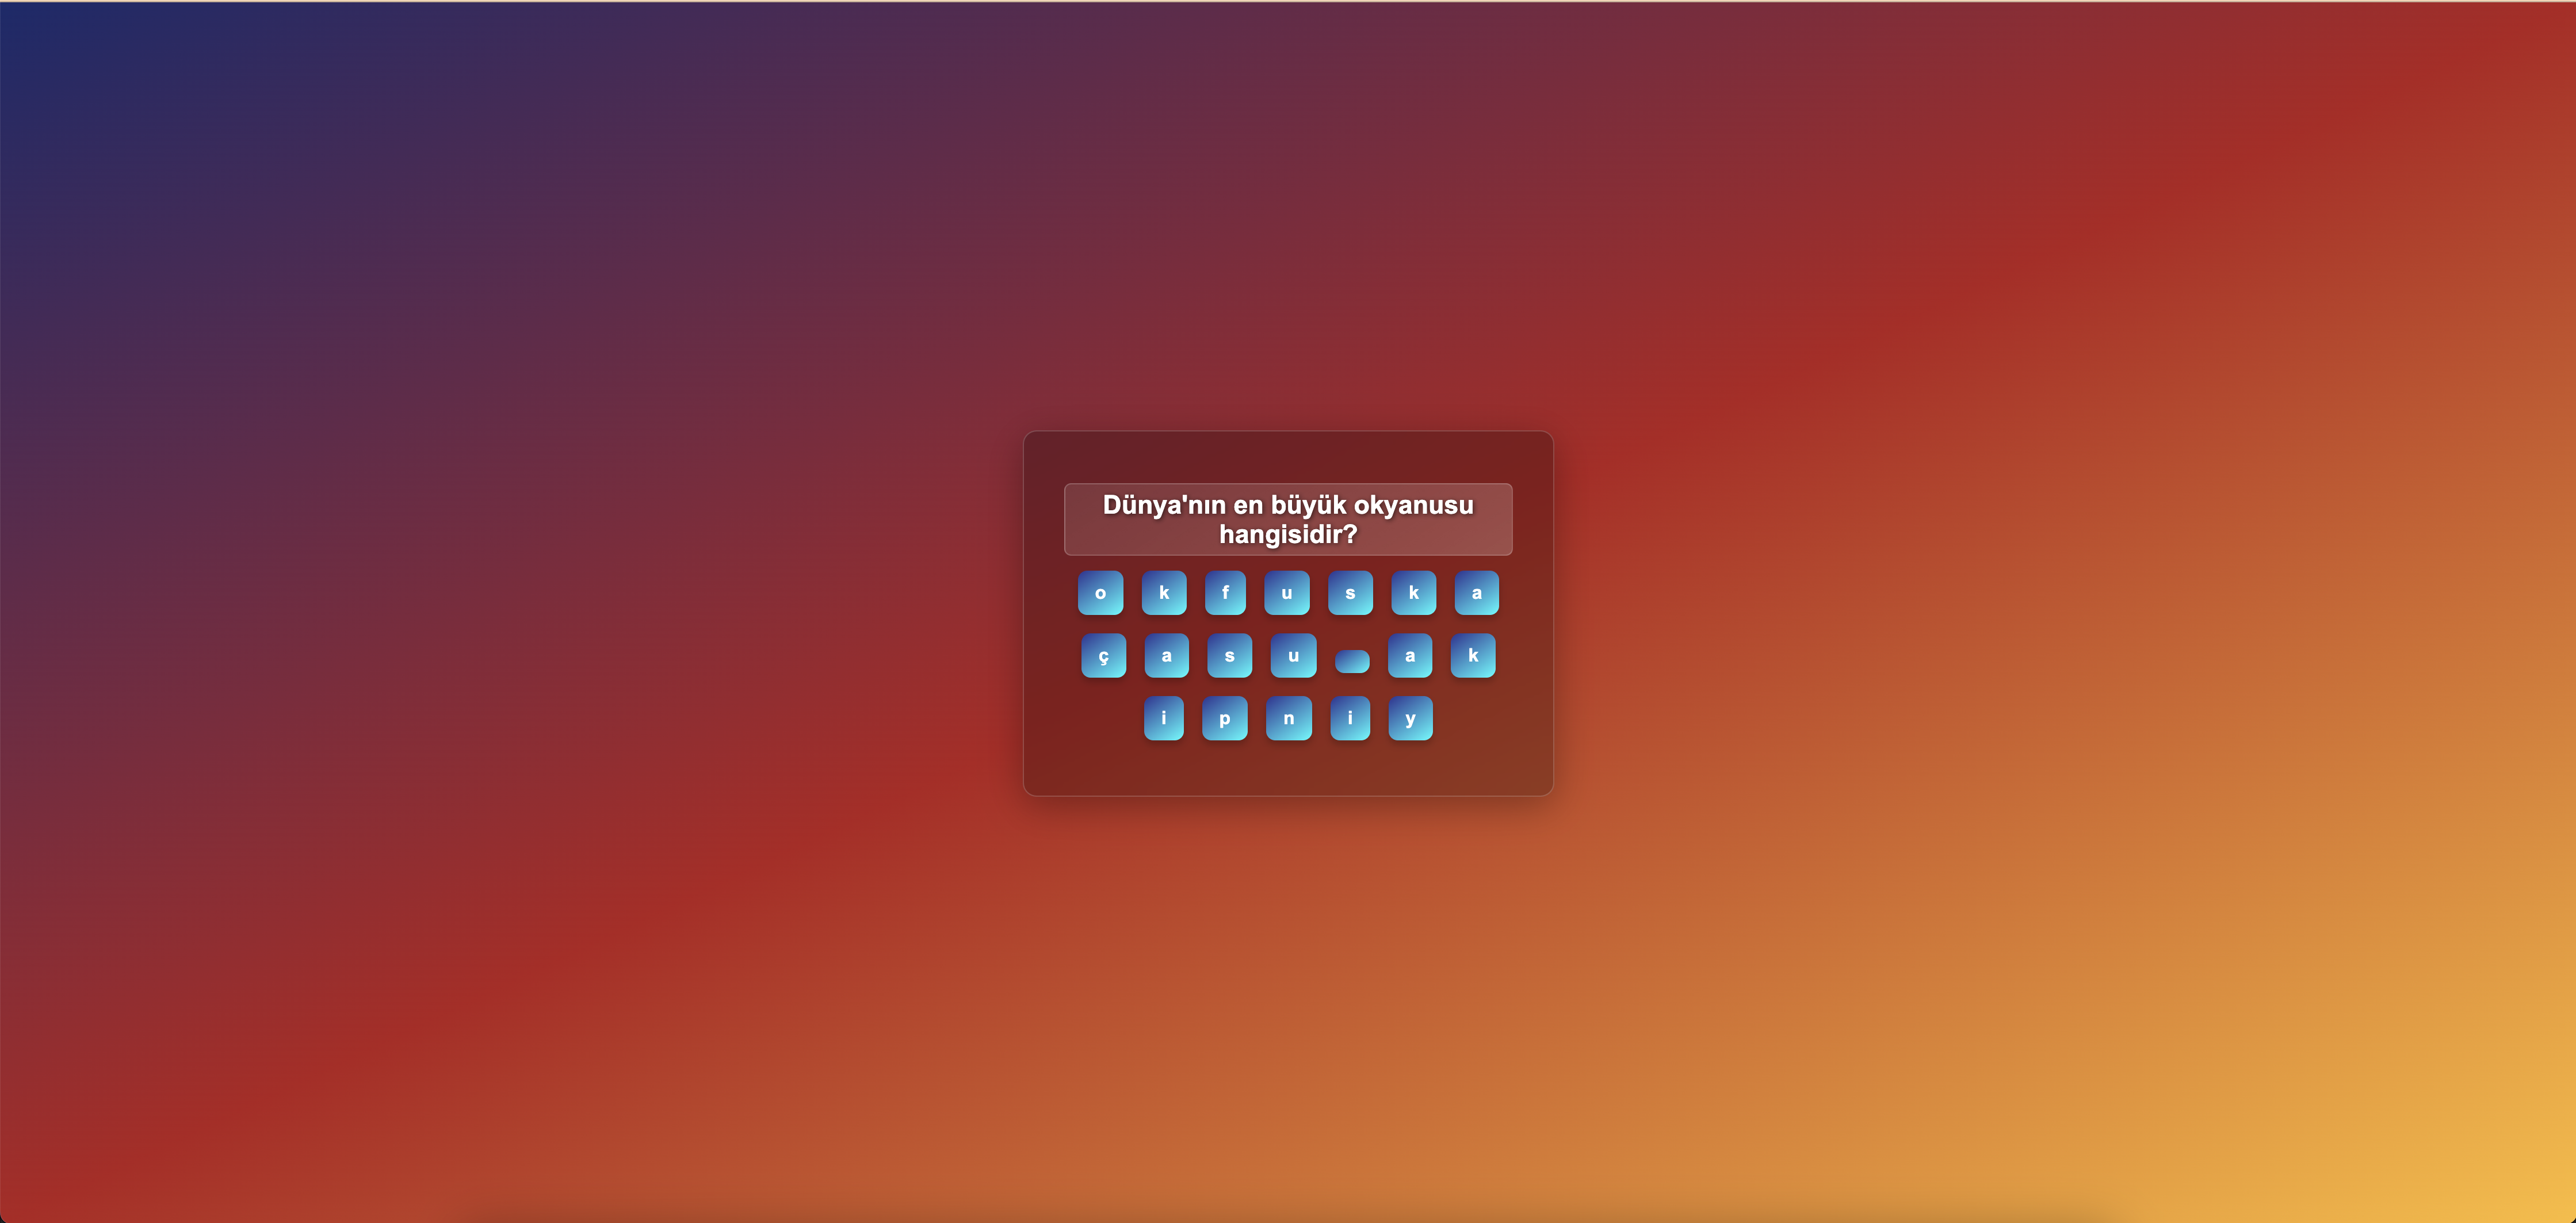 Dünya'nın en büyük okyanusu
hangisidir?
o k f u s k a
ç a s u a k
i p n i y